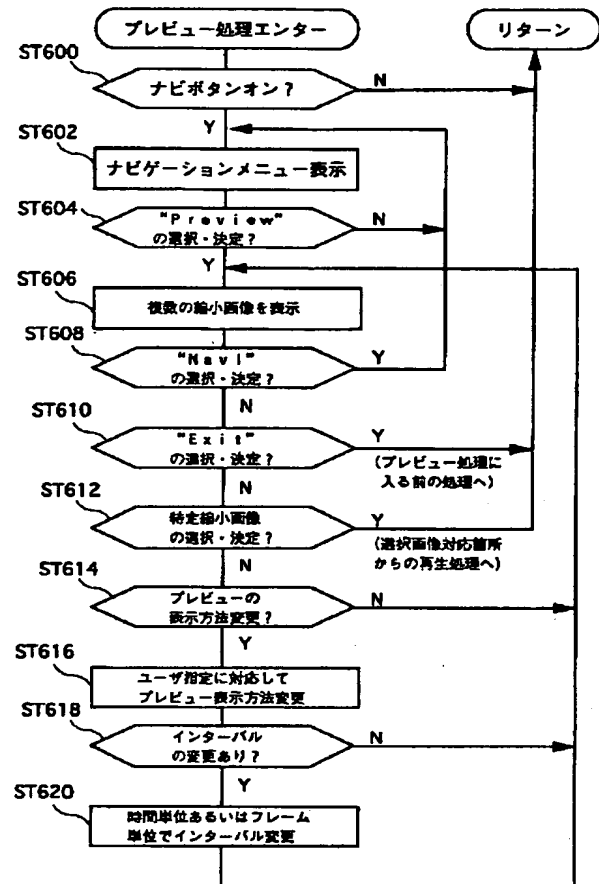 プレビュー処理エンター
リターン
ST600
ナビボタンオン?
N
Y
ST602
ナビゲーションメニュー表示
ST604
"Preview"
の選択・決定?
N
Y
ST606
複数の縮小画像を表示
ST608
"Navi"
の選択・決定?
Y
N
ST610
"Exit"
の選択・決定?
Y
(プレビュー処理に
入る前の処理へ)
N
ST612
特定縮小画像
の選択・決定?
Y
(選択画像対応箇所
からの再生処理へ)
N
ST614
プレビューの
表示方法変更?
N
Y
ST616
ユーザ指定に対応して
プレビュー表示方法変更
ST618
インターバル
の変更あり?
N
Y
ST620
時間単位あるいはフレーム
単位でインターバル変更